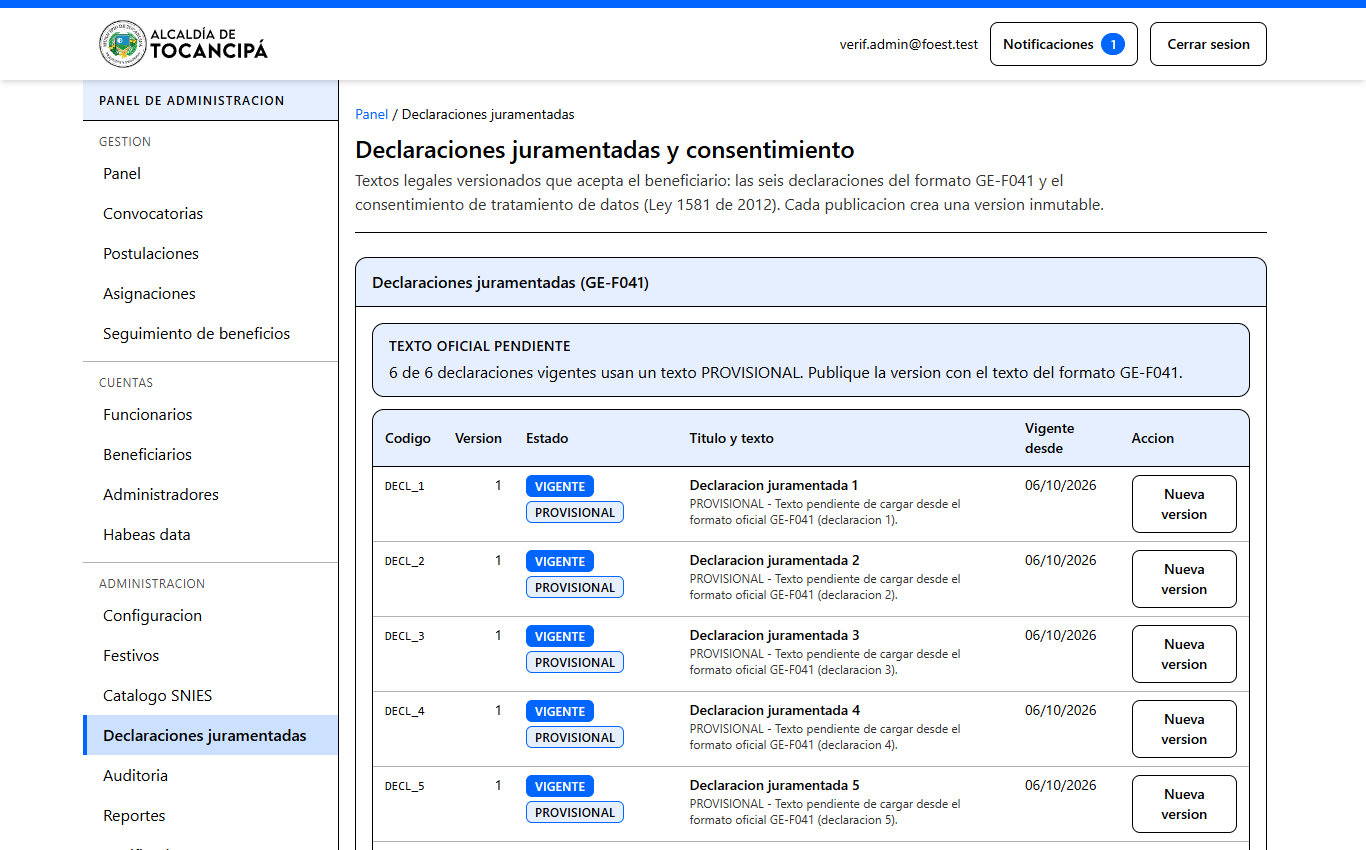 ALCALDÍA DE
TOCANCIPÁ
verif.admin@foest.test
Notificaciones 1
Cerrar sesion
PANEL DE ADMINISTRACION
GESTION
Panel
Convocatorias
Postulaciones
Asignaciones
Seguimiento de beneficios
CUENTAS
Funcionarios
Beneficiarios
Administradores
Habeas data
ADMINISTRACION
Configuracion
Festivos
Catalogo SNIES
Declaraciones juramentadas
Auditoria
Reportes
Panel / Declaraciones juramentadas
Declaraciones juramentadas y consentimiento
Textos legales versionados que acepta el beneficiario: las seis declaraciones del formato GE-F041 y el
consentimiento de tratamiento de datos (Ley 1581 de 2012). Cada publicacion crea una version inmutable.
Declaraciones juramentadas (GE-F041)
TEXTO OFICIAL PENDIENTE
6 de 6 declaraciones vigentes usan un texto PROVISIONAL. Publique la version con el texto del formato GE-F041.
Codigo Version Estado Titulo y texto Vigente desde Accion
DECL_1 1 VIGENTE Declaracion juramentada 1 06/10/2026 Nueva version
PROVISIONAL PROVISIONAL - Texto pendiente de cargar desde el
formato oficial GE-F041 (declaracion 1).
DECL_2 1 VIGENTE Declaracion juramentada 2 06/10/2026 Nueva version
PROVISIONAL PROVISIONAL - Texto pendiente de cargar desde el
formato oficial GE-F041 (declaracion 2).
DECL_3 1 VIGENTE Declaracion juramentada 3 06/10/2026 Nueva version
PROVISIONAL PROVISIONAL - Texto pendiente de cargar desde el
formato oficial GE-F041 (declaracion 3).
DECL_4 1 VIGENTE Declaracion juramentada 4 06/10/2026 Nueva version
PROVISIONAL PROVISIONAL - Texto pendiente de cargar desde el
formato oficial GE-F041 (declaracion 4).
DECL_5 1 VIGENTE Declaracion juramentada 5 06/10/2026 Nueva version
PROVISIONAL PROVISIONAL - Texto pendiente de cargar desde el
formato oficial GE-F041 (declaracion 5).